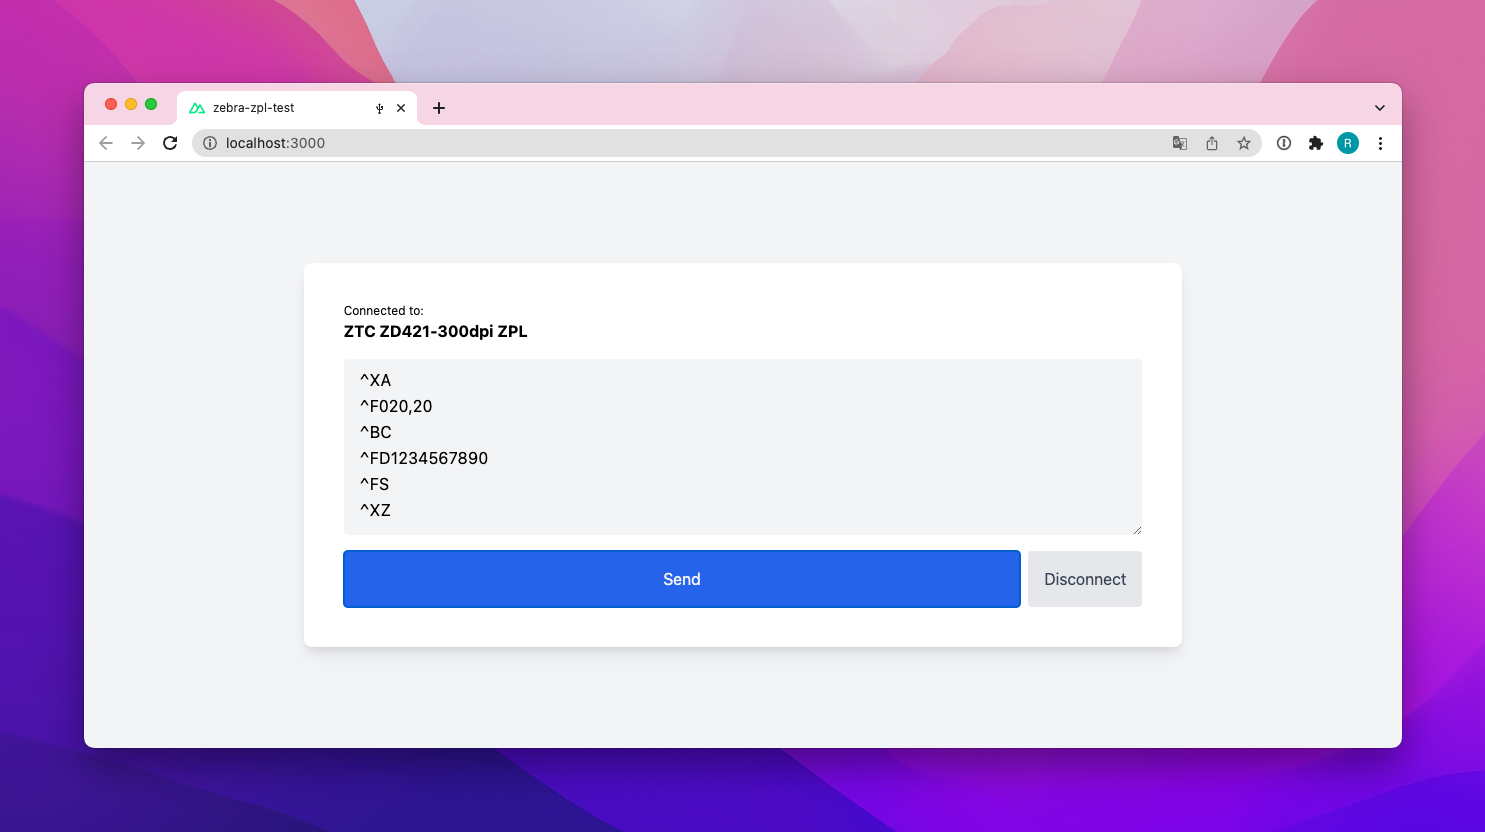 zebra-zpl-test
localhost:3000
R
Connected to:
ZTC ZD421-300dpi ZPL
^XA
^F020,20
^BC
^FD1234567890
^FS
^XZ
Send
Disconnect